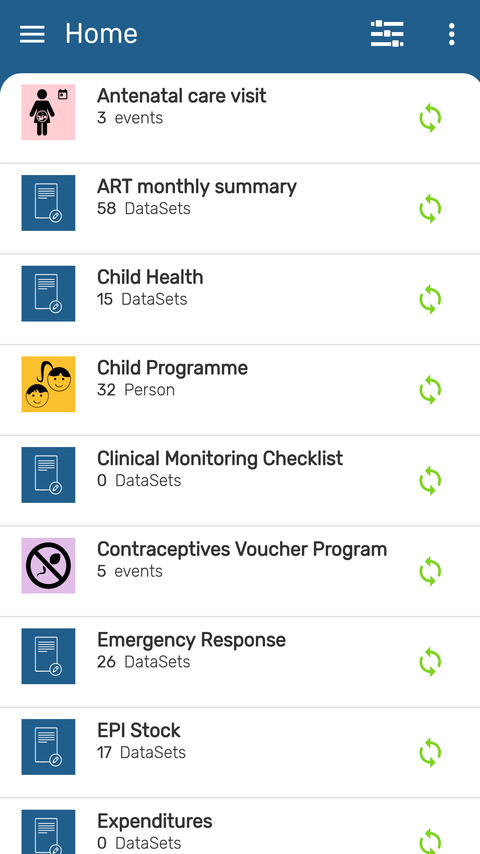 Home
Antenatal care visit
3 events
ART monthly summary
58 DataSets
Child Health
15 DataSets
Child Programme
32 Person
Clinical Monitoring Checklist
0 DataSets
Contraceptives Voucher Program
5 events
Emergency Response
26 DataSets
EPI Stock
17 DataSets
Expenditures
0 DataSets